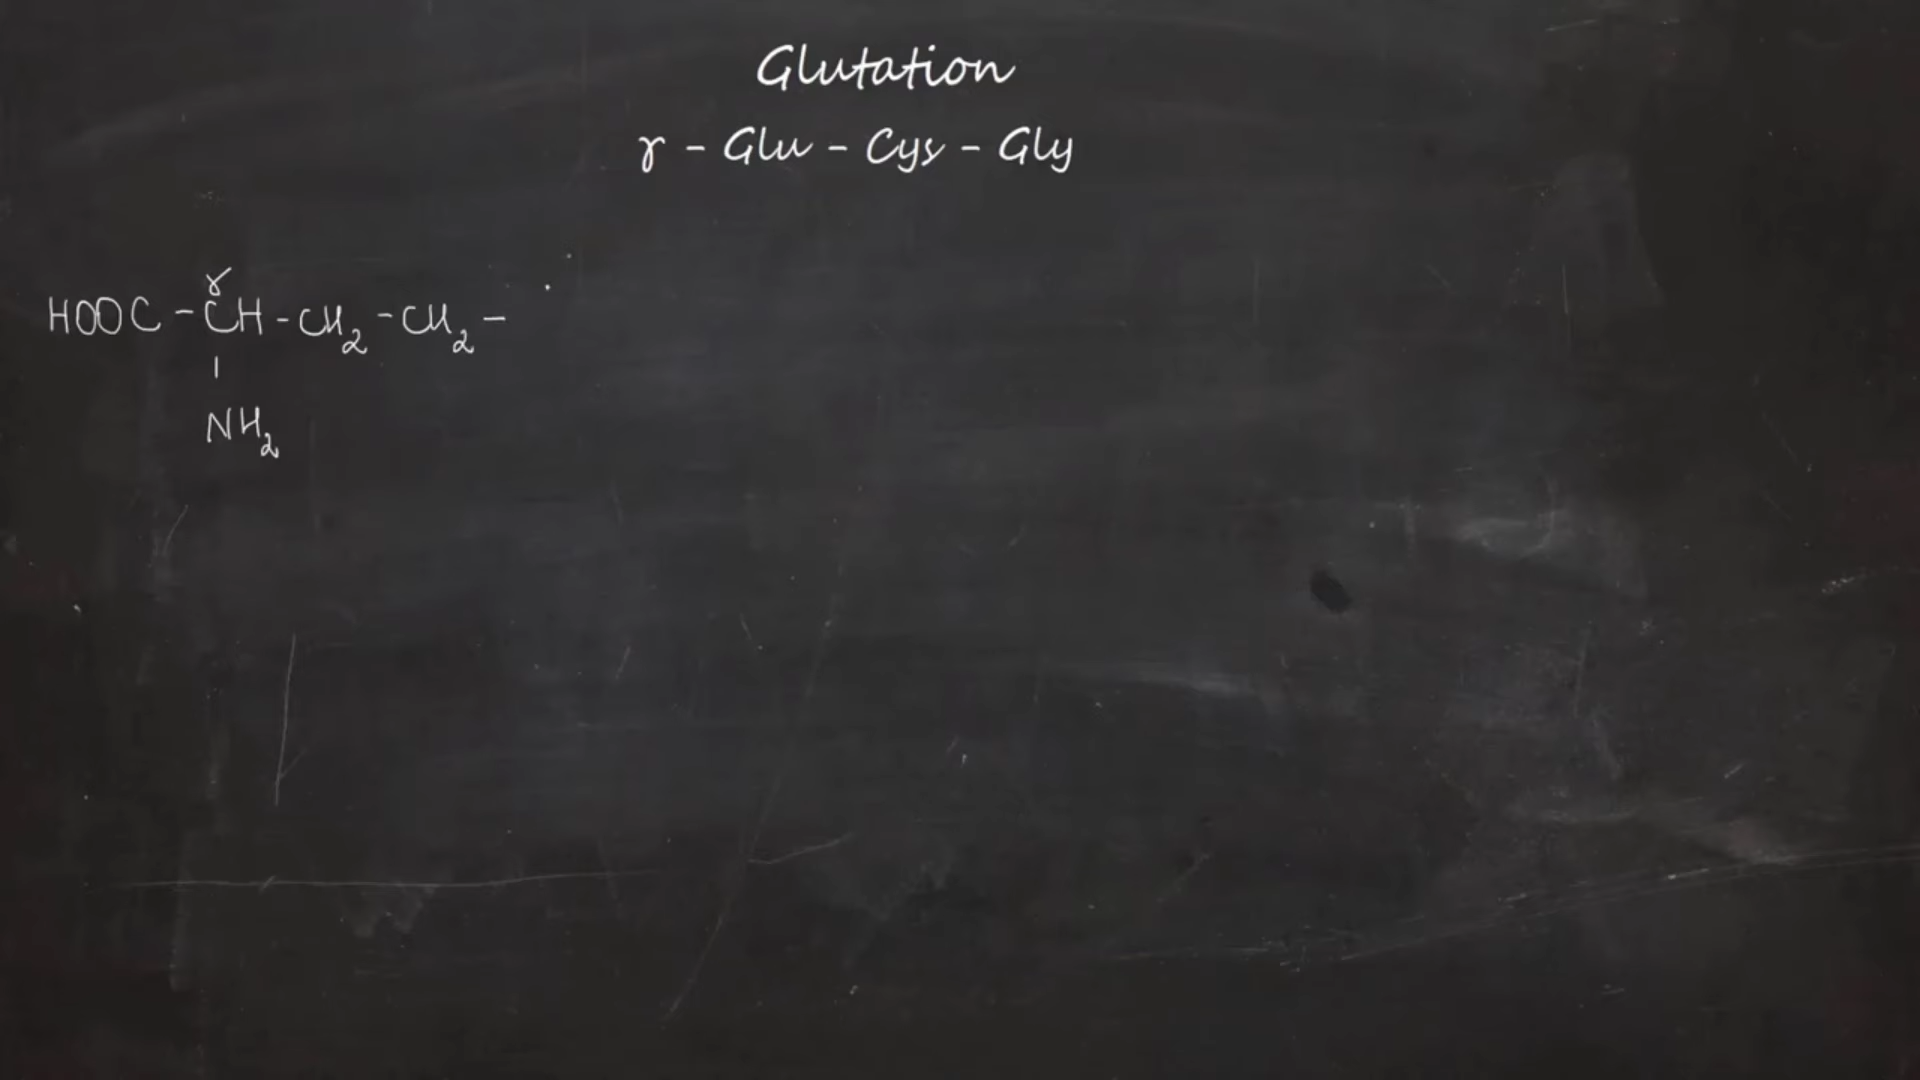 Glutation
γ - Glu - Cys - Gly
γ
HOOC - CH - CH₂ - CH₂ -
|
NH₂